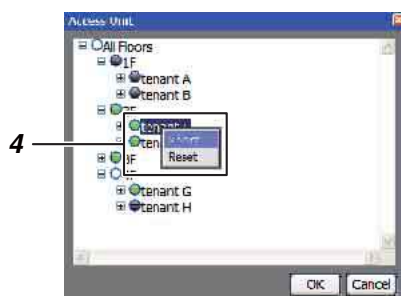 Access Unit
All Floors
1F
tenant A
tenant B
4
Reset
tenant G
tenant H
OK
Cancel